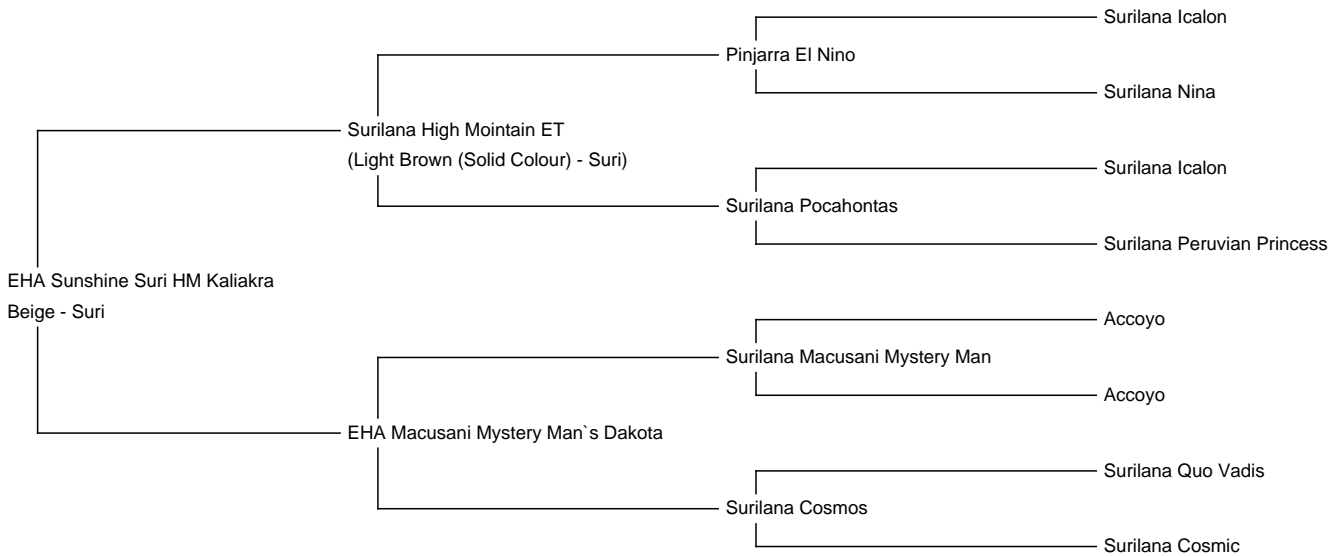 Surilana Icalon
Pinjarra El Nino
Surilana Nina
Surilana High Mointain ET
(Light Brown (Solid Colour) - Suri)
Surilana Icalon
Surilana Pocahontas
Surilana Peruvian Princess
EHA Sunshine Suri HM Kaliakra
Beige - Suri
Accoyo
Surilana Macusani Mystery Man
Accoyo
EHA Macusani Mystery Man`s Dakota
Surilana Quo Vadis
Surilana Cosmos
Surilana Cosmic